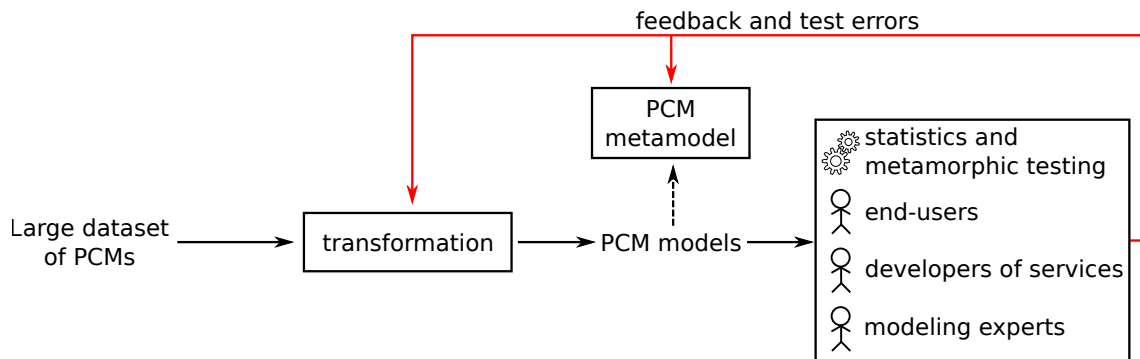 feedback and test errors
PCM
metamodel
statistics and
metamorphic testing
end-users
developers of services
modeling experts
Large dataset
of PCMs
transformation
PCM models